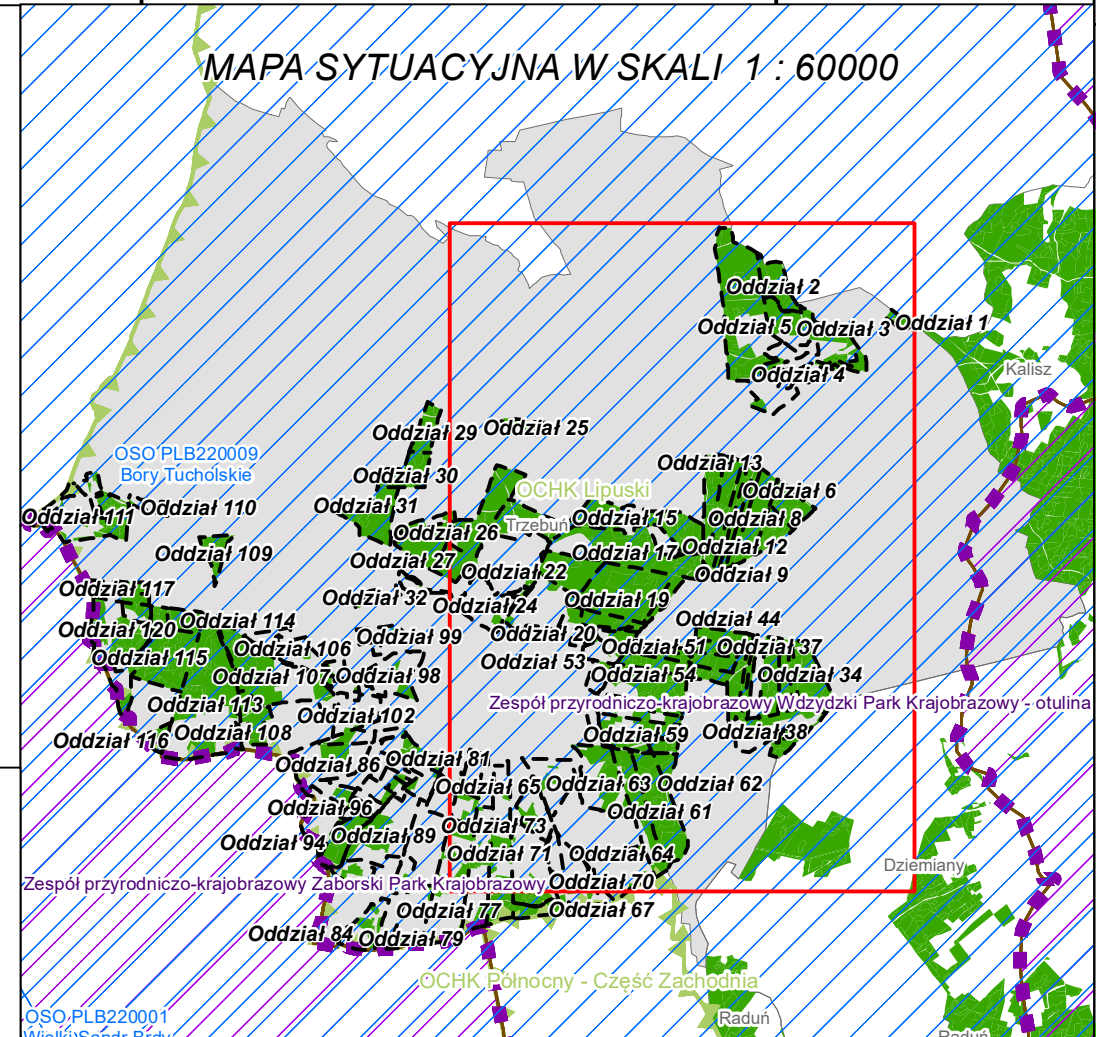 MAPA SYTUACYJNA W SKALI 1 : 60000
Oddział 2
Oddział 5
Oddział 3
Oddział 1
Kalisz
Oddział 4
Oddział 29
Oddział 25
OSO PLB220009
Bory Tucholskie
Oddział 13
Oddział 30
OCHK Lipuski
Oddział 6
Oddział 31
Oddział 110
Oddział 111
Trzebuń
Oddział 15
Oddział 8
Oddział 26
Oddział 109
Oddział 27
Oddział 17
Oddział 12
Oddział 22
Oddział 9
Oddział 117
Oddział 32
Oddział 24
Oddział 19
Oddział 114
Oddział 44
Oddział 120
Oddział 99
Oddział 20
Oddział 106
Oddział 51
Oddział 37
Oddział 115
Oddział 53
Oddział 107
Oddział 98
Oddział 54
Oddział 34
Oddział 113
Zespół przyrodniczo-krajobrazowy Wdzydzki Park Krajobrazowy - otulina
Oddział 102
Oddział 116
Oddział 108
Oddział 59
Oddział 38
Oddział 86
Oddział 81
Oddział 65
Oddział 63
Oddział 62
Oddział 96
Oddział 61
Oddział 73
Oddział 94
Oddział 89
Oddział 71
Oddział 64
Dziemiany
Zespół przyrodniczo-krajobrazowy Zaborski Park Krajobrazowy
Oddział 70
Oddział 77
Oddział 67
Oddział 84
Oddział 79
OCHK Północny - Część Zachodnia
OSO PLB220001
Wielki Sandr Brdy
Raduń
Raduń